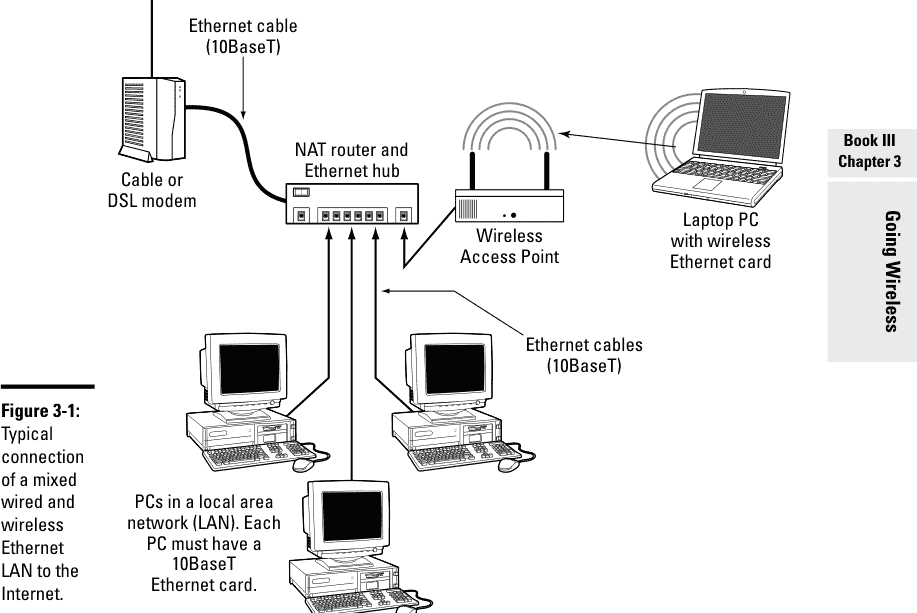 Ethernet cable
(10BaseT)
Cable or
DSL modem
NAT router and
Ethernet hub
Wireless
Access Point
Laptop PC
with wireless
Ethernet card
Book III
Chapter 3
Going Wireless
Ethernet cables
(10BaseT)
PCs in a local area
network (LAN). Each
PC must have a
10BaseT
Ethernet card.
Figure 3-1:
Typical
connection
of a mixed
wired and
wireless
Ethernet
LAN to the
Internet.